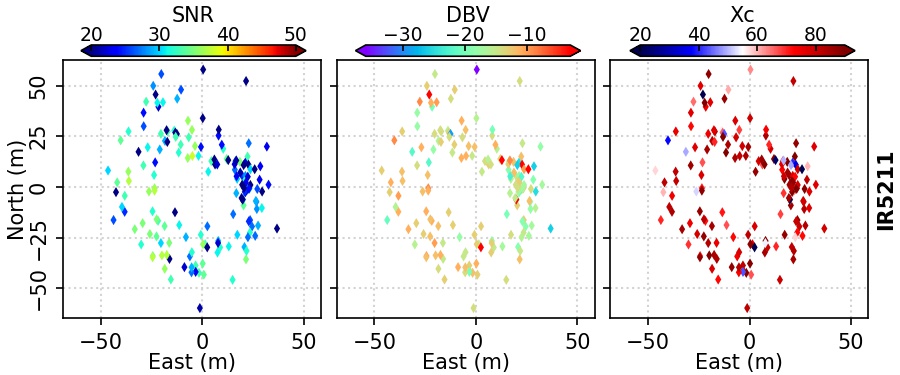 SNR DBV Xc
20 30 40 50 −30 −20 −10 20 40 60 80
50
25
0
−25
−50
North (m)
−50 0 50 −50 0 50 −50 0 50
East (m) East (m) East (m)
IR5211